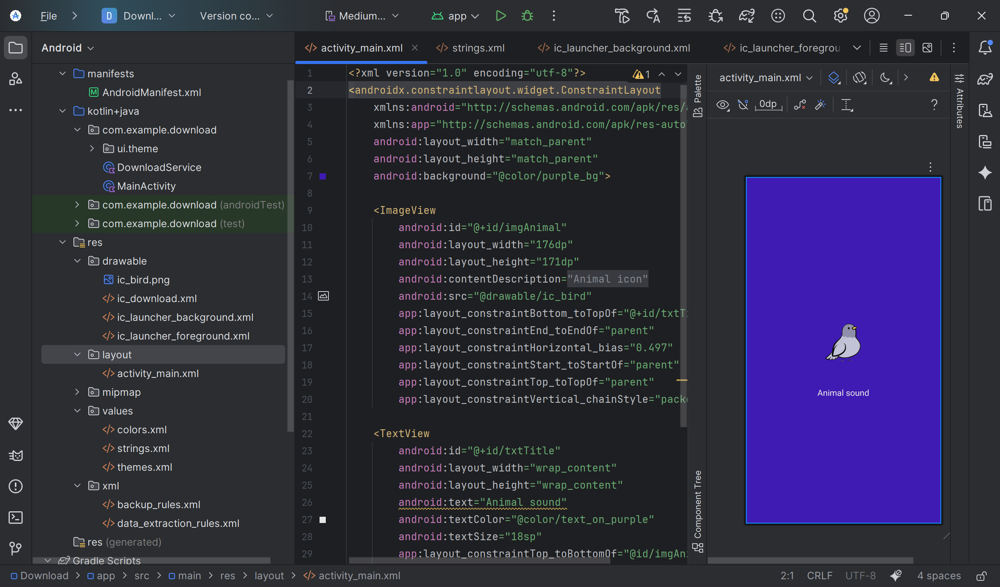 File
D
Downl...
Version co...
Medium...
app
Android
activity_main.xml
strings.xml
ic_launcher_background.xml
ic_launcher_foregrou
manifests
AndroidManifest.xml
kotlin+java
com.example.download
ui.theme
DownloadService
MainActivity
com.example.download (androidTest)
com.example.download (test)
res
drawable
ic_bird.png
ic_download.xml
ic_launcher_background.xml
ic_launcher_foreground.xml
layout
activity_main.xml
mipmap
values
colors.xml
strings.xml
themes.xml
xml
backup_rules.xml
data_extraction_rules.xml
res (generated)
Gradle Scripts
1 <?xml version="1.0" encoding="utf-8"?>
1
2 <androidx.constraintlayout.widget.ConstraintLayout
3 xmlns:android="http://schemas.android.com/apk/res/
4 xmlns:app="http://schemas.android.com/apk/res-auto
5 android:layout_width="match_parent"
6 android:layout_height="match_parent"
7 android:background="@color/purple_bg">
8
9 <ImageView
10 android:id="@+id/imgAnimal"
11 android:layout_width="176dp"
12 android:layout_height="171dp"
13 android:contentDescription="Animal icon"
14 android:src="@drawable/ic_bird"
15 app:layout_constraintBottom_toTopOf="@+id/txtT
16 app:layout_constraintEnd_toEndOf="parent"
17 app:layout_constraintHorizontal_bias="0.497"
18 app:layout_constraintStart_toStartOf="parent"
19 app:layout_constraintTop_toTopOf="parent"
20 app:layout_constraintVertical_chainStyle="pack
21
22 <TextView
23 android:id="@+id/txtTitle"
24 android:layout_width="wrap_content"
25 android:layout_height="wrap_content"
26 android:text="Animal sound"
27 android:textColor="@color/text_on_purple"
28 android:textSize="18sp"
29 app:layout_constraintTop_toBottomOf="@id/imgAn
Palette
Component Tree
activity_main.xml
0dp
?
Attributes
Animal sound
Download > app > src > main > res > layout > activity_main.xml
2:1
CRLF
UTF-8
4 spaces